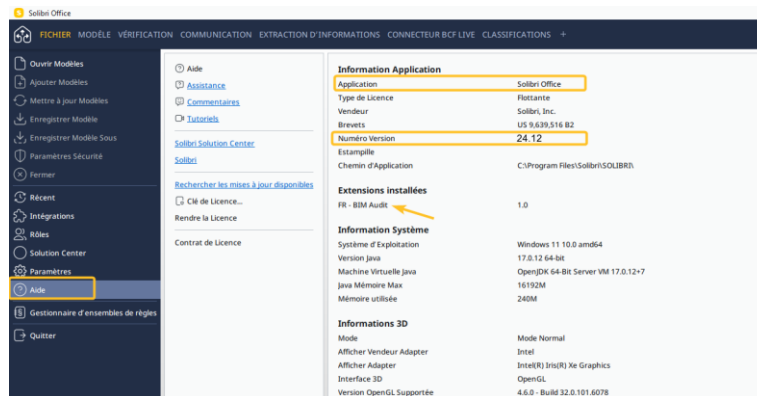 Solibri Office
FICHIER MODÈLE VÉRIFICATION COMMUNICATION EXTRACTION D'INFORMATIONS CONNECTEUR BCF LIVE CLASSIFICATIONS +
Ouvrir Modèles
Ajouter Modèles
Mettre à jour Modèles
Enregistrer Modèle
Enregistrer Modèle Sous
Paramètres Sécurité
Fermer
Récent
Intégrations
Rôles
Solution Center
Paramètres
Aide
Gestionnaire d'ensembles de règles
Quitter
Aide
Assistance
Commentaires
Tutoriels
Solibri Solution Center
Solibri
Rechercher les mises à jour disponibles
Clé de Licence...
Rendre la Licence
Contrat de Licence
Information Application
Application Solibri Office
Type de Licence Flottante
Vendeur Solibri, Inc.
Brevets US 9,639,516 B2
Numéro Version 24.12
Estampille
Chemin d'Application C:\Program Files\Solibri\SOLIBRI\
Extensions installées
FR - BIM Audit 1.0
Information Système
Système d'Exploitation Windows 11 10.0 amd64
Version Java 17.0.12 64-bit
Machine Virtuelle Java OpenJDK 64-Bit Server VM 17.0.12+7
Java Mémoire Max 16192M
Mémoire utilisée 240M
Informations 3D
Mode Mode Normal
Afficher Vendeur Adapter Intel
Afficher Adapter Intel(R) Iris(R) Xe Graphics
Interface 3D OpenGL
Version OpenGL Supportée 4.6.0 - Build 32.0.101.6078